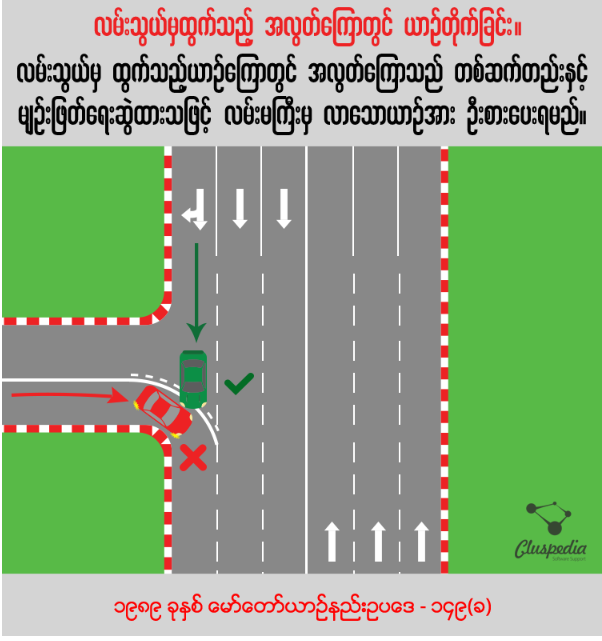 လမ်းသွယ်မှထွက်သည့် အလွတ်ကြောတွင် ယာဉ်တိုက်ခြင်း။
လမ်းသွယ်မှ ထွက်သည့်ယာဉ်ကြောတွင် အလွတ်ကြောသည် တစ်ဆက်တည်းနှင့်
မျဉ်းဖြတ်ရေးဆွဲထားသဖြင့် လမ်းမကြီးမှ လာသောယာဉ်အား ဦးစားပေးရမည်။
Cluspedia
၁၉၈၉ ခုနှစ် မော်တော်ယာဉ်နည်းဥပဒေ - ၁၄၉(ခ)